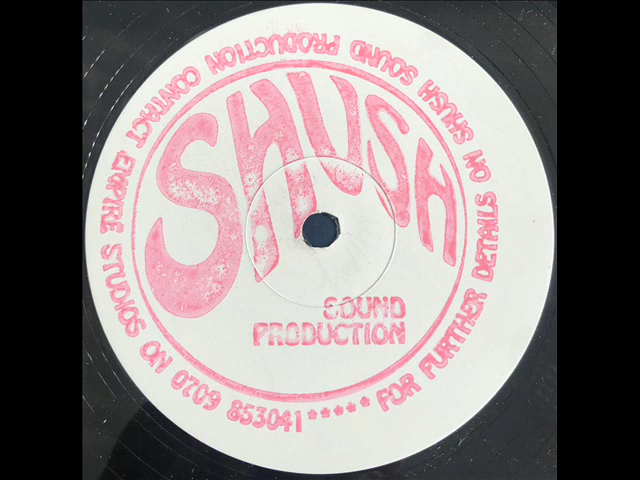 SHUSH
SOUND
PRODUCTION
FOR FURTHER DETAILS ON SHUSH SOUND PRODUCTION CONTACT EMPIRE STUDIOS ON 0709 853041*****